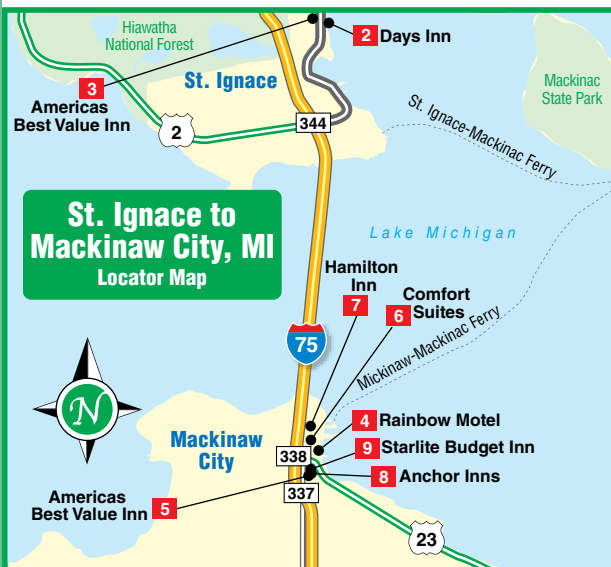 Hiawatha
National Forest
2 Days Inn
St. Ignace
3
Americas
Best Value Inn
2
344
Mackinac
State Park
St. Ignace-Mackinac Ferry
St. Ignace to
Mackinaw City, MI
Locator Map
Lake Michigan
Hamilton
Inn
7
Comfort
Suites
6
Mickinaw-Mackinac Ferry
75
N
Mackinaw
City
4 Rainbow Motel
338
9 Starlite Budget Inn
8 Anchor Inns
337
Americas
Best Value Inn 5
23